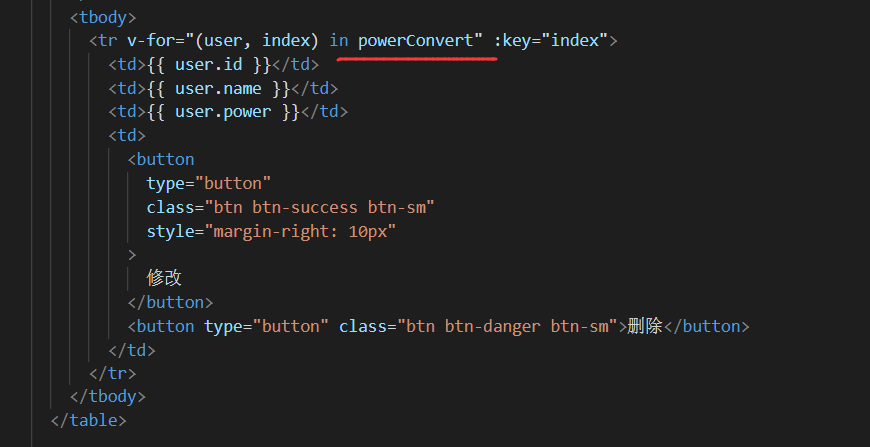 <tbody>
<tr v-for="(user, index) in powerConvert" :key="index">
<td>{{ user.id }}</td>
<td>{{ user.name }}</td>
<td>{{ user.power }}</td>
<td>
<button
type="button"
class="btn btn-success btn-sm"
style="margin-right: 10px"
>
修改
</button>
<button type="button" class="btn btn-danger btn-sm">删除</button>
</td>
</tr>
</tbody>
</table>